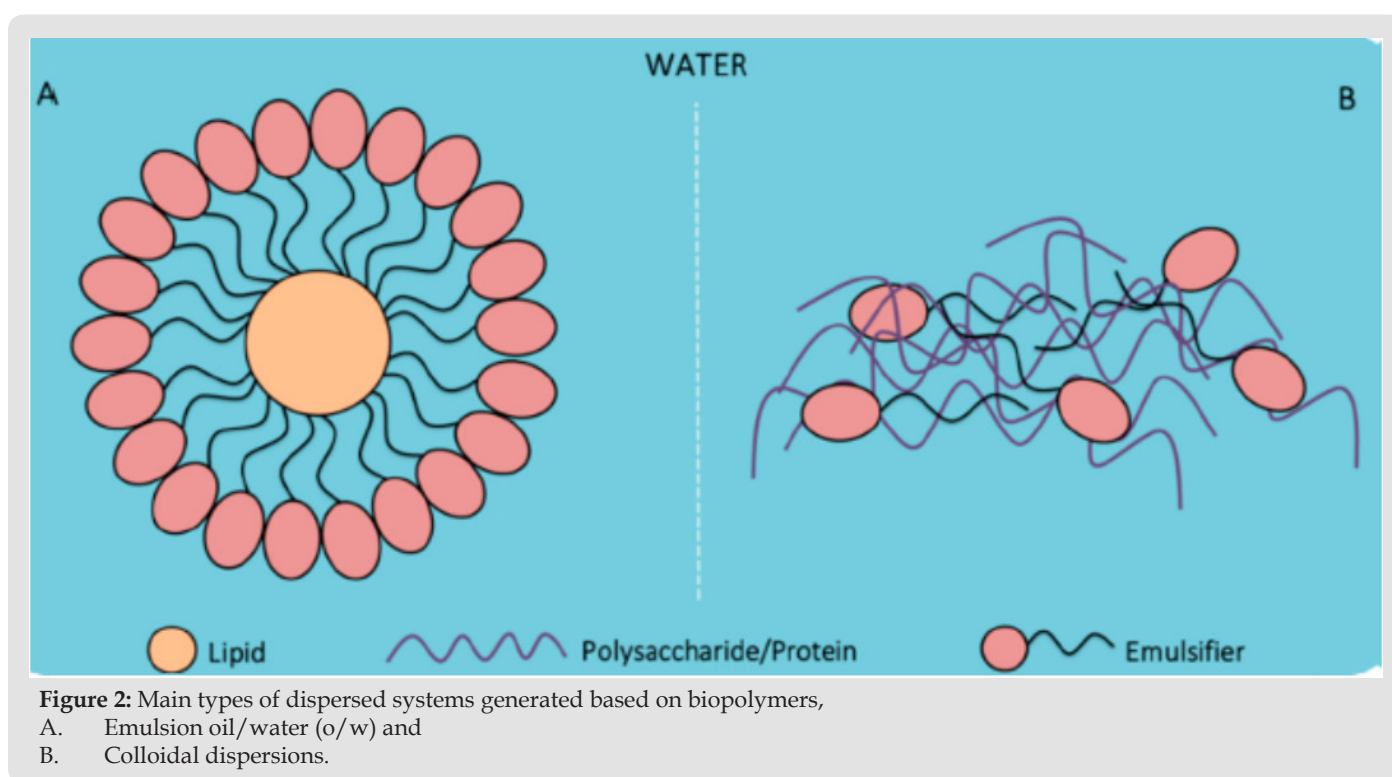 WATER
A
B
Lipid
Polysaccharide/Protein
Emulsifier
Figure 2: Main types of dispersed systems generated based on biopolymers,
A. Emulsion oil/water (o/w) and
B. Colloidal dispersions.